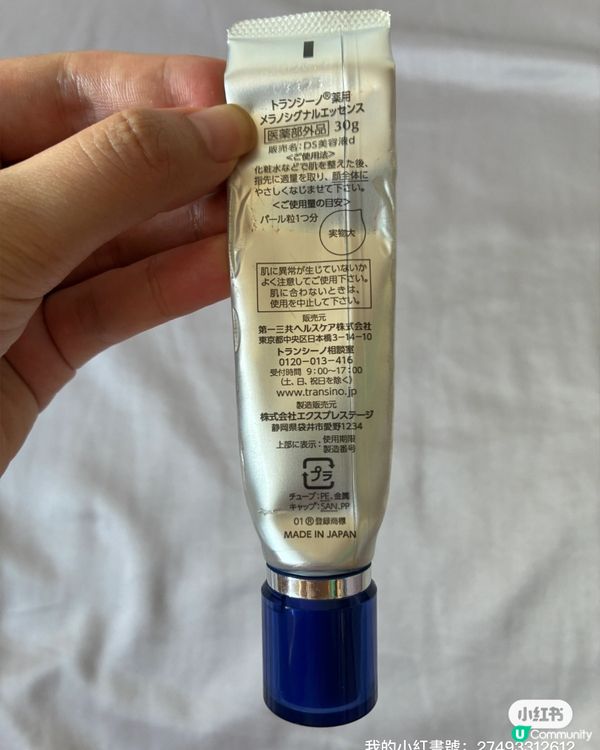 トランシーノ®薬用
メラノシグナルエッセンス
医薬部外品 30g
販売名:DS美容液d
<ご使用法>
化粧水などで肌を整えた後、
指先に適量を取り、顔全体に
やさしくなじませて下さい。
<ご使用量の目安>
パール粒1つ分
実物大
肌に異常が生じていないか
よく注意してご使用下さい。
肌に合わないときは、
使用を中止して下さい。
販売元
第一三共ヘルスケア株式会社
東京都中央区日本橋3-14-10
トランシーノ相談室
0120-013-416
受付時間 9:00~17:00
(土、日、祝日を除く)
www.transino.jp
製造販売元
株式会社エクスプレステージ
静岡県袋井市愛野1234
上部に表示:使用期限
製造番号
プラ
チューブ:PE、金属
キャップ:SAN、PP
01 ®登録商標
MADE IN JAPAN
小红书
U Community
我的小紅書號:27493312612